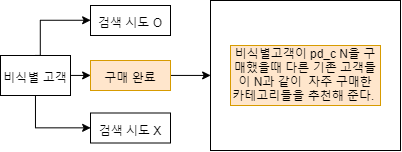 검색 시도 O
비식별 고객
구매 완료
검색 시도 X
비식별고객이 pd_c N을 구
매했을때 다른 기존 고객들
이 N과 같이  자주 구매한
카테고리들을 추천해 준다.